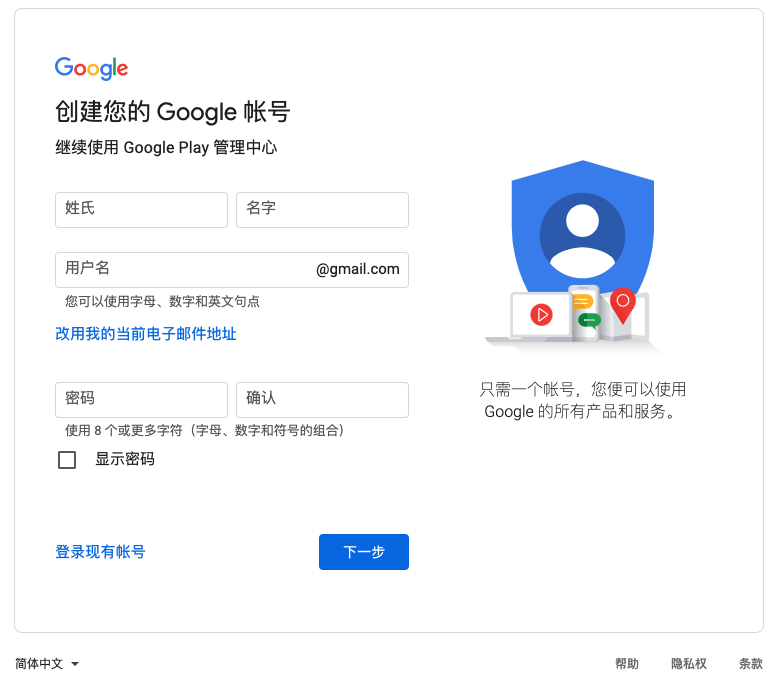 Google
创建您的 Google 帐号
继续使用 Google Play 管理中心
姓氏
名字
用户名
@gmail.com
您可以使用字母、数字和英文句点
改用我的当前电子邮件地址
密码
确认
使用 8 个或更多字符（字母、数字和符号的组合）
显示密码
登录现有帐号
下一步
只需一个帐号，您便可以使用
Google 的所有产品和服务。
简体中文
帮助
隐私权
条款